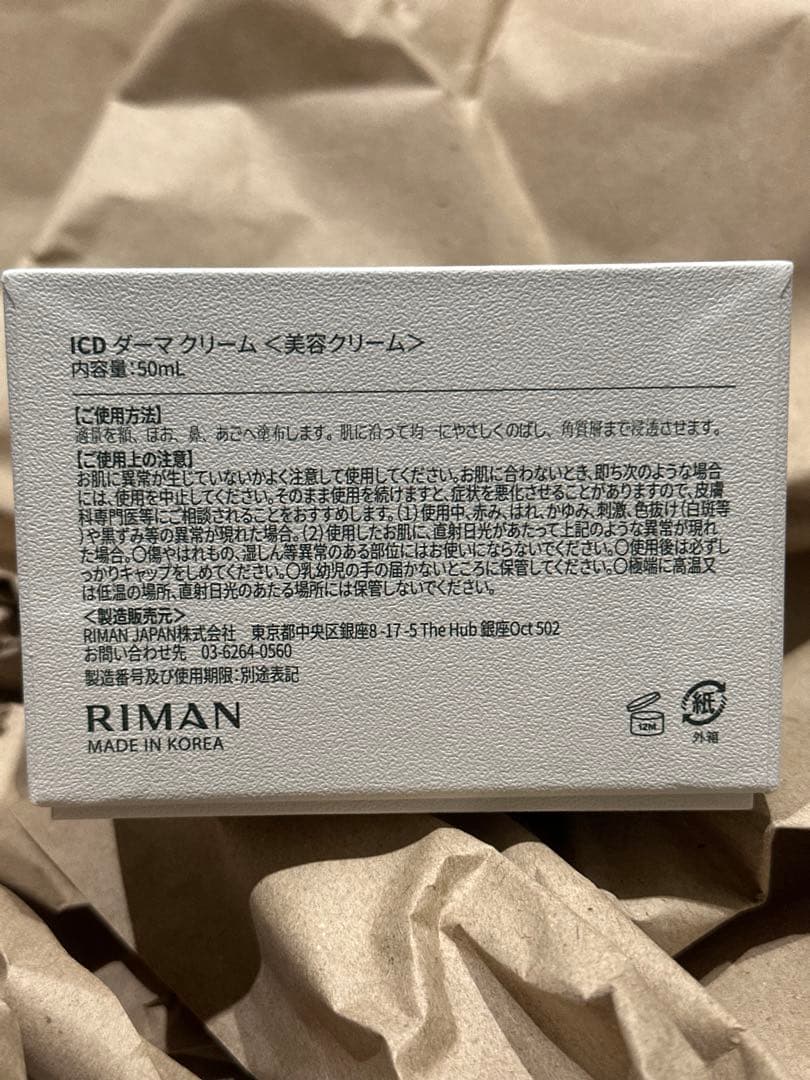 ICD ダーマ クリーム ＜美容クリーム＞
内容量：50mL
【ご使用方法】
適量を額、ほお、鼻、あごへ塗布します。肌に沿って均一にやさしくのばし、角質層まで浸透させます。
【ご使用上の注意】
お肌に異常が生じていないかよく注意して使用してください。お肌に合わないとき、即ち次のような場合
には、使用を中止してください。そのまま使用を続けますと、症状を悪化させることがありますので、皮膚
科専門医等にご相談されることをおすすめします。（1）使用中、赤み、はれ、かゆみ、刺激、色抜け（白斑等
）や黒ずみ等の異常が現れた場合。（2）使用したお肌に、直射日光があたって上記のような異常が現れ
た場合。〇傷やはれもの、湿しん等異常のある部位にはお使いにならないでください。〇使用後は必ずし
っかりキャップをしめてください。〇乳幼児の手の届かないところに保管してください。〇極端に高温又
は低温の場所、直射日光のあたる場所には保管しないでください。
＜製造販売元＞
RIMAN JAPAN株式会社　東京都中央区銀座8 -17 -5 The Hub 銀座Oct 502
お問い合わせ先　03-6264-0560
製造番号及び使用期限：別途表記
RIMAN
MADE IN KOREA
12M
紙
外箱